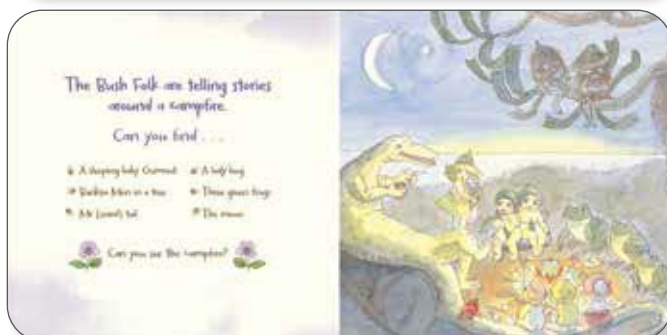 The Bush Folk are telling stories
around a campfire.
Can you find . . .
A sleeping baby Gumnut
A lady bug
Banksia Men in a tree
Three green frogs
Mr Lizard's tail
The moon
Can you see the campfire?